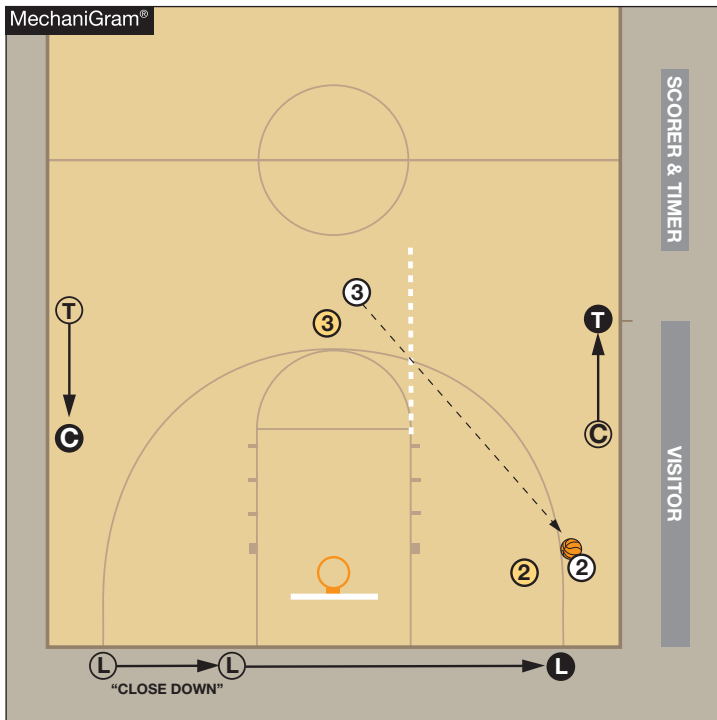 MechaniGram®
SCORER & TIMER
3
3
T
T
C
C
VISITOR
2
2
L
L
L
"CLOSE DOWN"